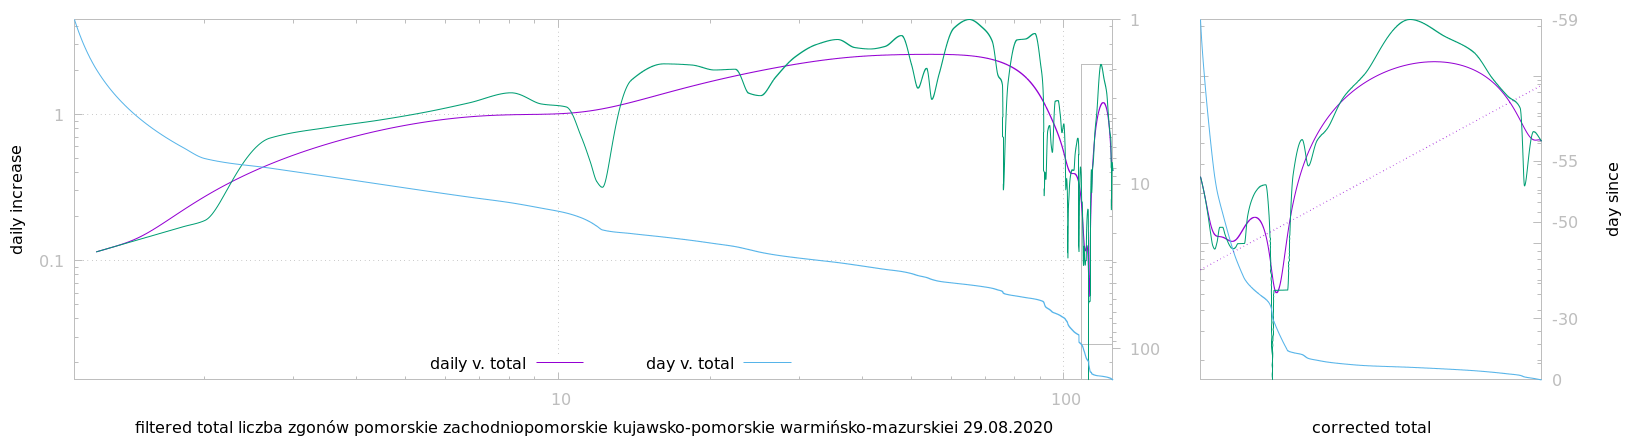 1
-59
daily increase
1
-55
day since
10
-50
0.1
-30
daily v. total
day v. total
100
0
10
100
filtered total liczba zgonów pomorskie zachodniopomorskie kujawsko-pomorskie warmińsko-mazurskiei 29.08.2020
corrected total